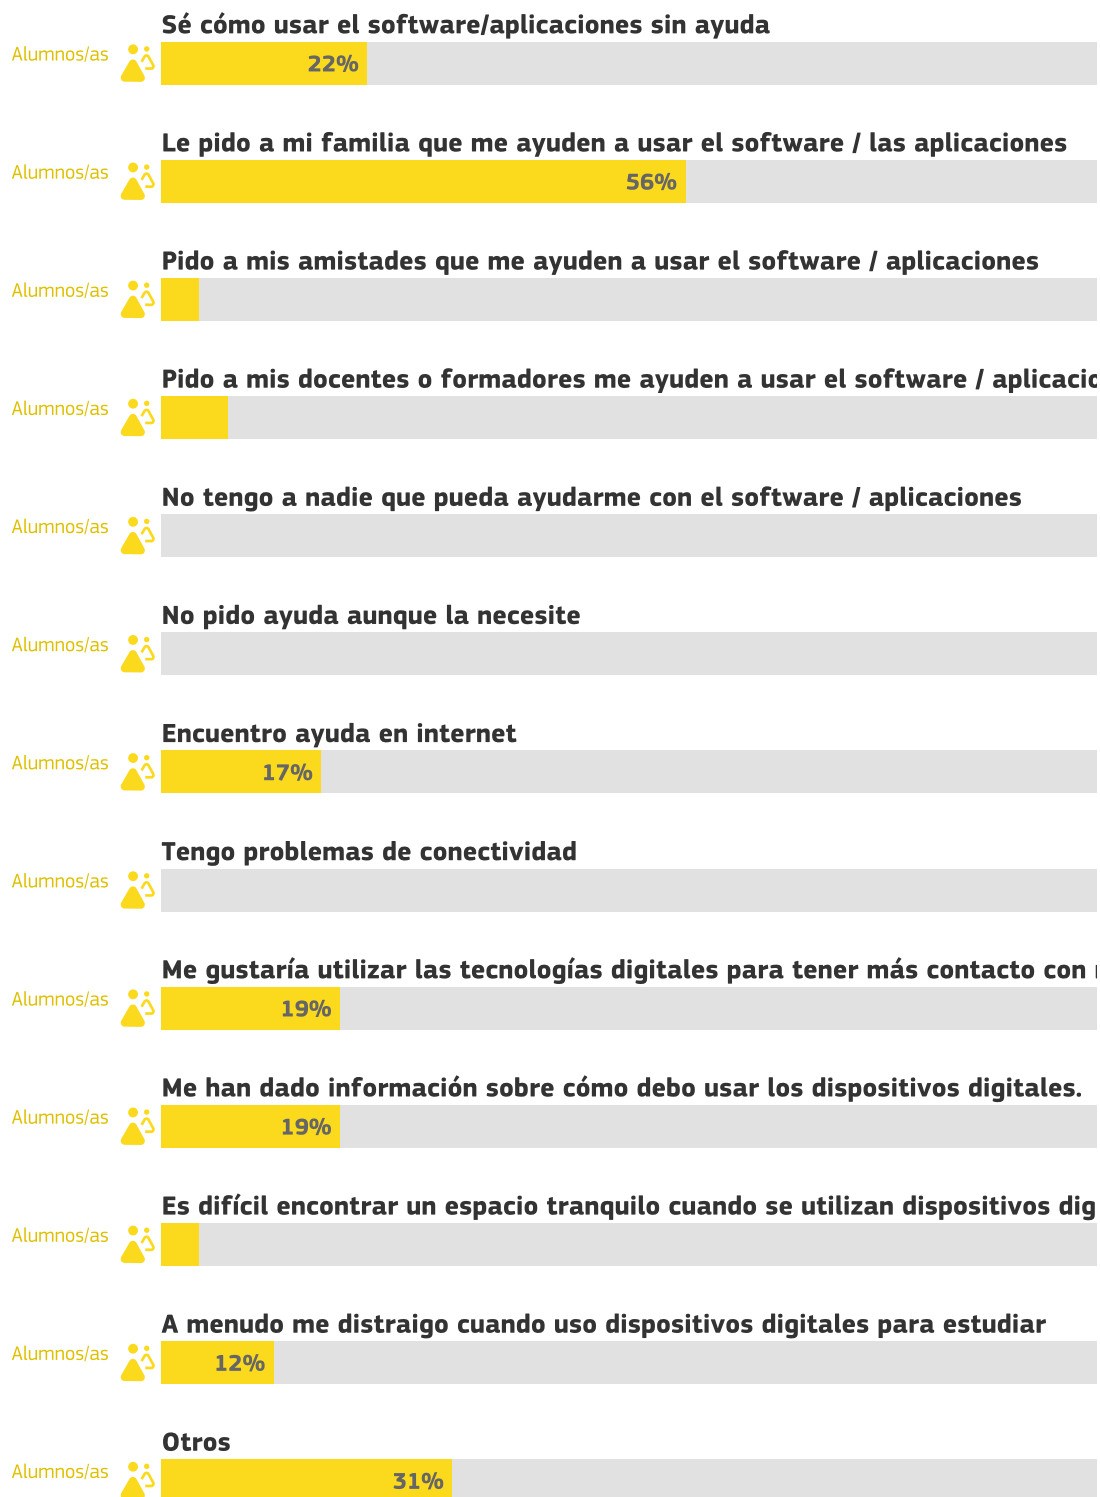 Sé cómo usar el software/aplicaciones sin ayuda
Alumnos/as 22%
Le pido a mi familia que me ayuden a usar el software / las aplicaciones
Alumnos/as 56%
Pido a mis amistades que me ayuden a usar el software / aplicaciones
Alumnos/as
Pido a mis docentes o formadores me ayuden a usar el software / aplicacio
Alumnos/as
No tengo a nadie que pueda ayudarme con el software / aplicaciones
Alumnos/as
No pido ayuda aunque la necesite
Alumnos/as
Encuentro ayuda en internet
Alumnos/as 17%
Tengo problemas de conectividad
Alumnos/as
Me gustaría utilizar las tecnologías digitales para tener más contacto con
Alumnos/as 19%
Me han dado información sobre cómo debo usar los dispositivos digitales.
Alumnos/as 19%
Es difícil encontrar un espacio tranquilo cuando se utilizan dispositivos dig
Alumnos/as
A menudo me distraigo cuando uso dispositivos digitales para estudiar
Alumnos/as 12%
Otros
Alumnos/as 31%